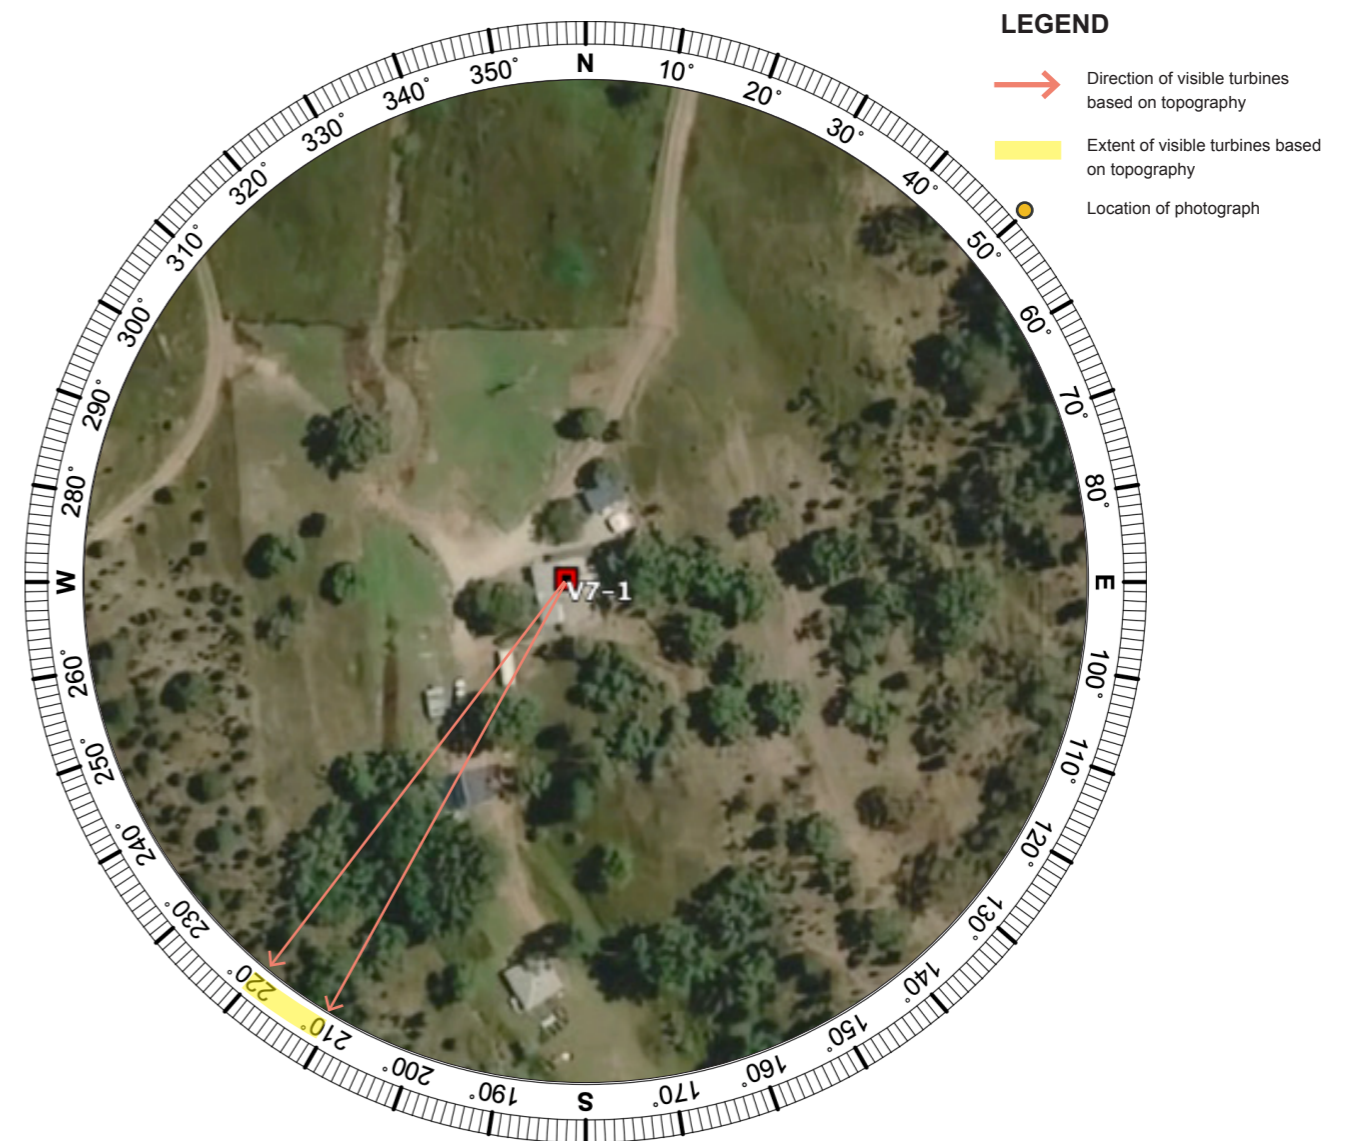 LEGEND
Direction of visible turbines
based on topography
Extent of visible turbines based
on topography
Location of photograph
N
10°
20°
30°
40°
50°
60°
70°
80°
E
100°
110°
120°
130°
140°
150°
160°
170°
S
190°
200°
210°
220°
230°
240°
250°
260°
W
280°
290°
300°
310°
320°
330°
340°
350°
V7-1